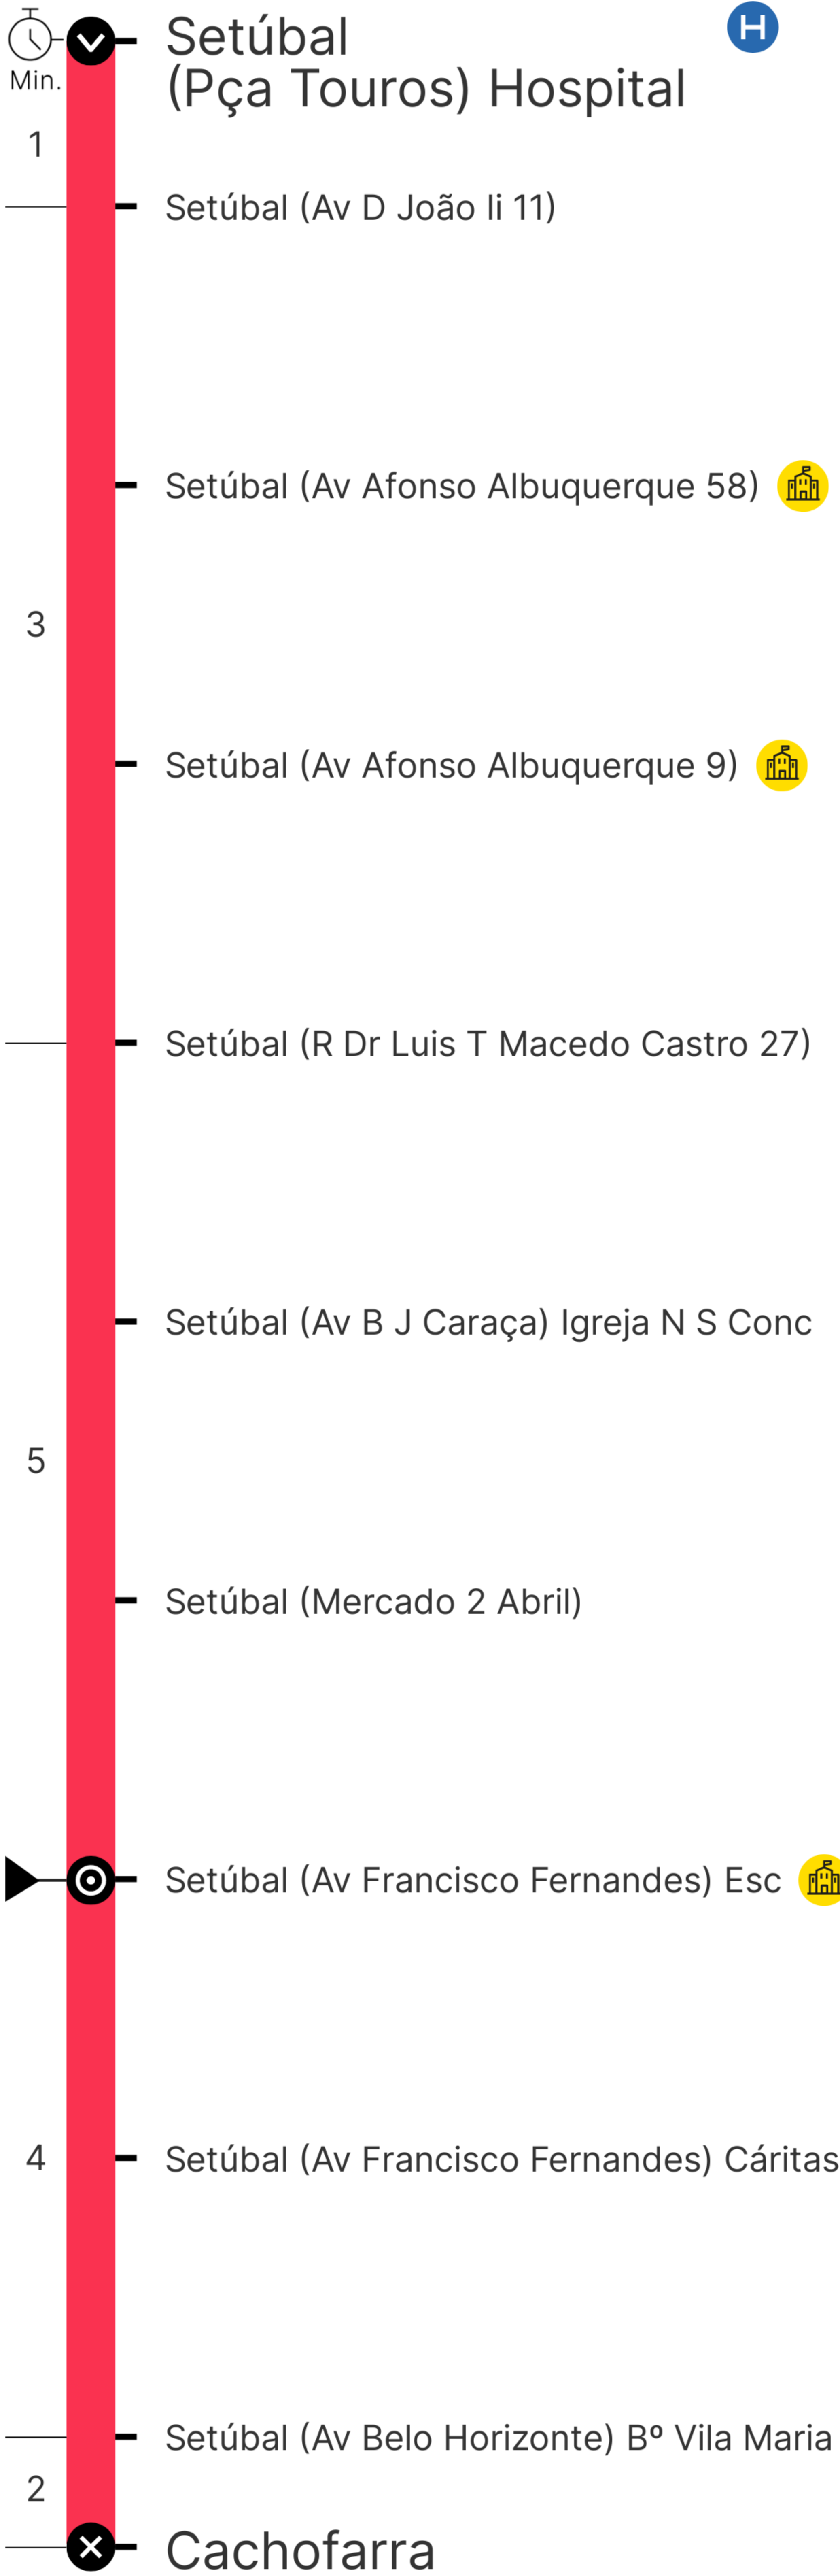 Setúbal
(Pça Touros) Hospital
H
Min.
1
Setúbal (Av D João Ii 11)
Setúbal (Av Afonso Albuquerque 58)
3
Setúbal (Av Afonso Albuquerque 9)
Setúbal (R Dr Luis T Macedo Castro 27)
Setúbal (Av B J Caraça) Igreja N S Conc
5
Setúbal (Mercado 2 Abril)
Setúbal (Av Francisco Fernandes) Esc
4
Setúbal (Av Francisco Fernandes) Cáritas
Setúbal (Av Belo Horizonte) Bº Vila Maria
2
Cachofarra